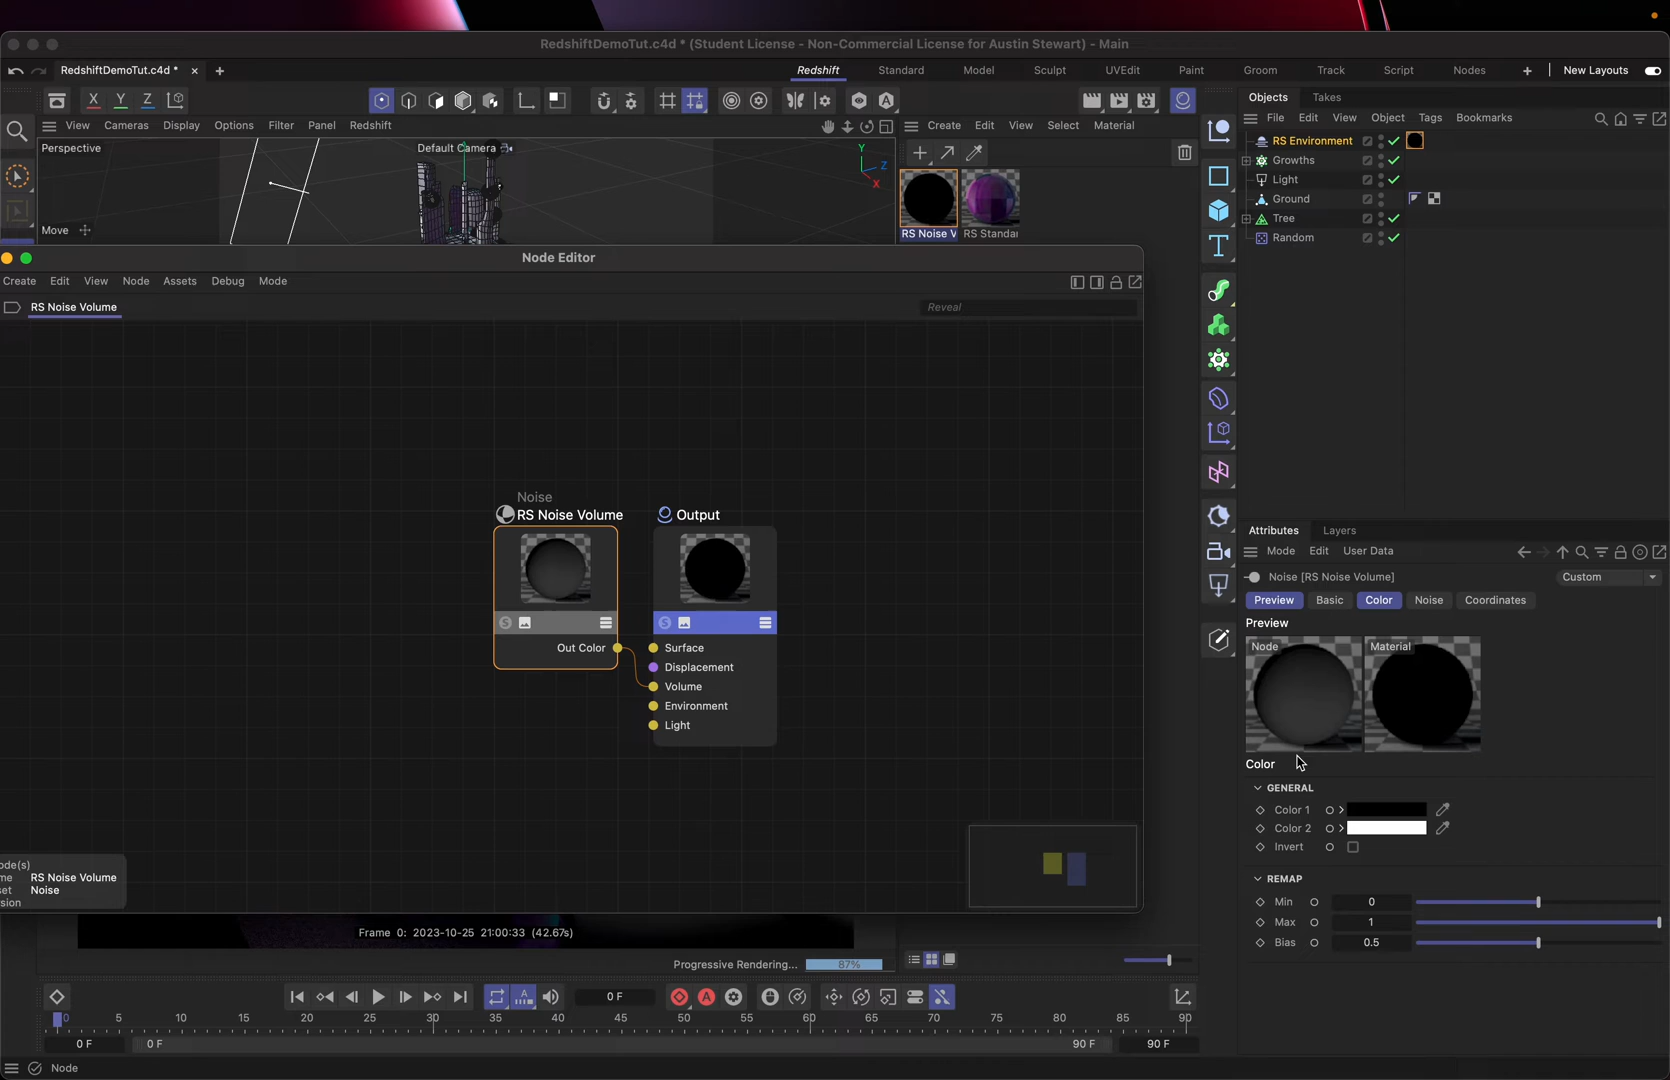 RedshiftDemoTut.c4d * (Student License - Non-Commercial License for Austin Stewart) - Main
RedshiftDemoTut.c4d *
Redshift Standard Model Sculpt UVEdit Paint Groom Track Script Nodes New Layouts
X Y Z
Objects Takes
View Cameras Display Options Filter Panel Redshift
Create Edit View Select Material
File Edit View Object Tags Bookmarks
Perspective
Default Camera
Y
Z
X
Move
RS Noise V
RS Standar
RS Environment
Growths
Light
Ground
Tree
Random
Node Editor
Create Edit View Node Assets Debug Mode
RS Noise Volume
Reveal
Noise
RS Noise Volume
Output
Out Color
Surface
Displacement
Volume
Environment
Light
ode(s)
me RS Noise Volume
set Noise
rsion
Attributes Layers
Mode Edit User Data
Noise [RS Noise Volume]
Custom
Preview Basic Color Noise Coordinates
Preview
Node
Material
Color
GENERAL
Color 1
Color 2
Invert
REMAP
Min 0
Max 1
Bias 0.5
Frame 0: 2023-10-25 21:00:33 (42.67s)
Progressive Rendering... 87%
0 F
0 5 10 15 20 25 30 35 40 45 50 55 60 65 70 75 80 85 90
0 F 0 F 90 F 90 F
Node